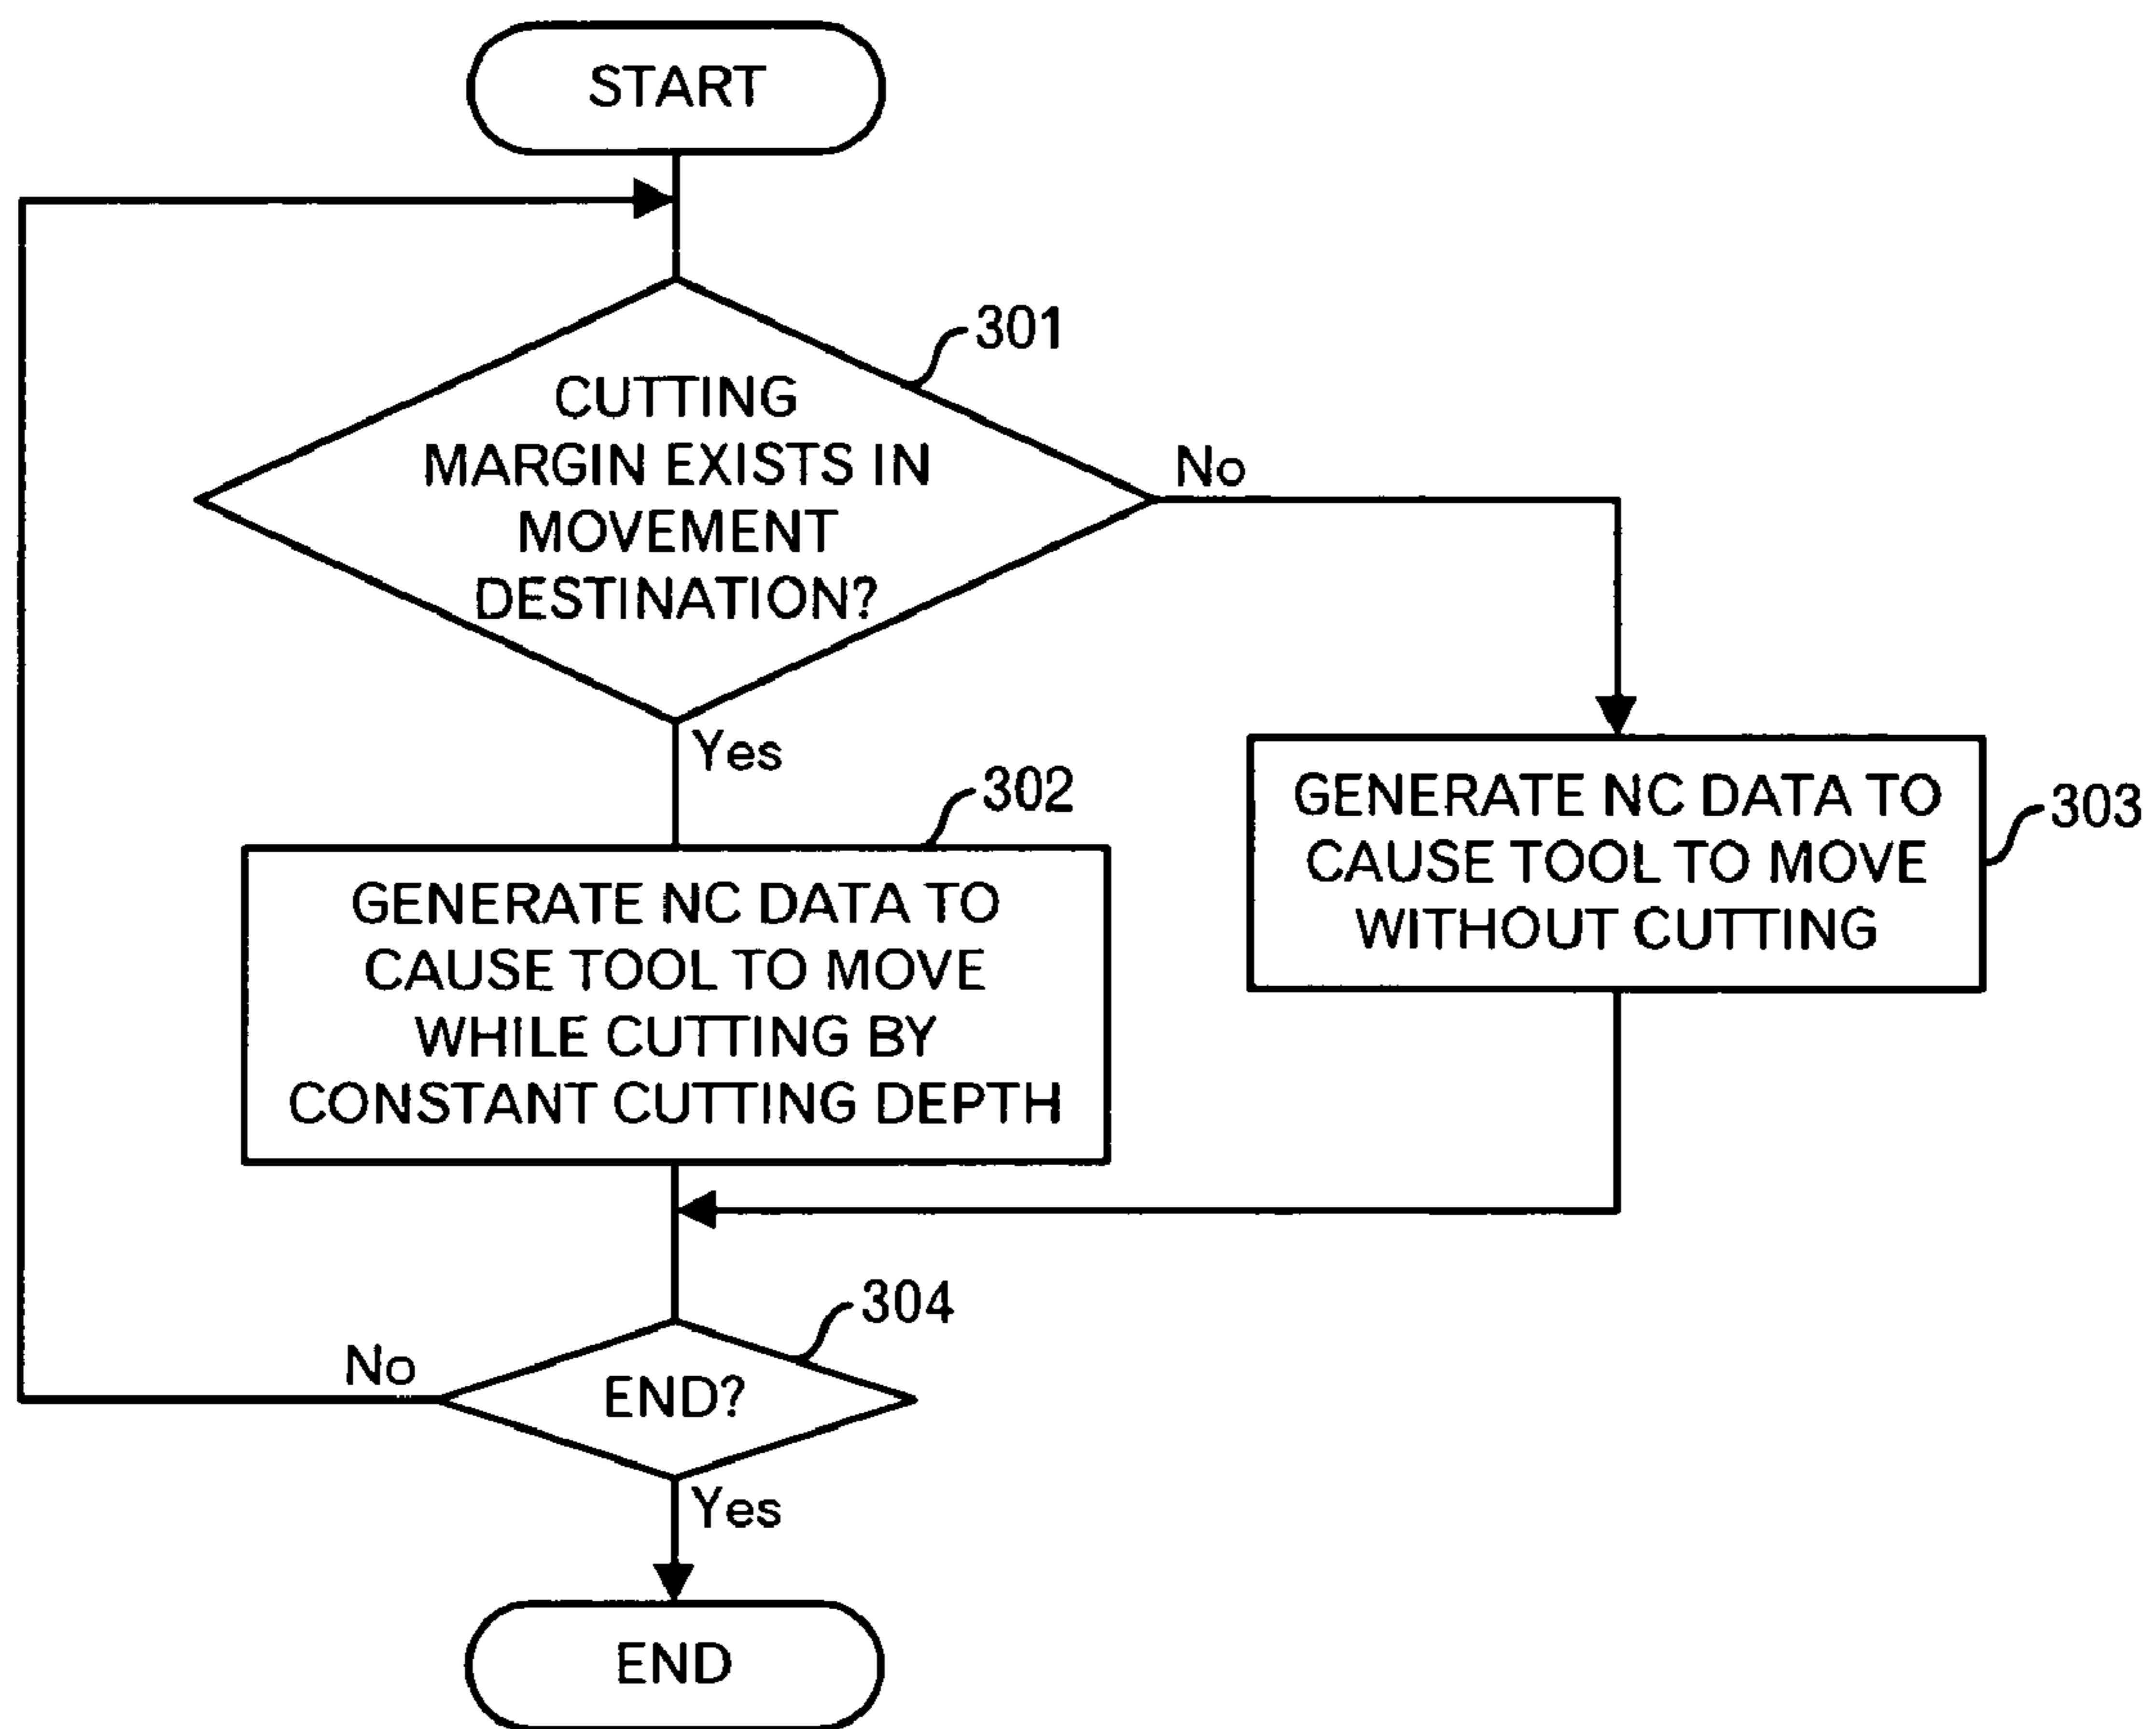 START
301
CUTTING
MARGIN EXISTS IN
MOVEMENT
DESTINATION?
No
Yes
302
GENERATE NC DATA TO
CAUSE TOOL TO MOVE
WHILE CUTTING BY
CONSTANT CUTTING DEPTH
GENERATE NC DATA TO
CAUSE TOOL TO MOVE
WITHOUT CUTTING
303
304
No
END?
Yes
END